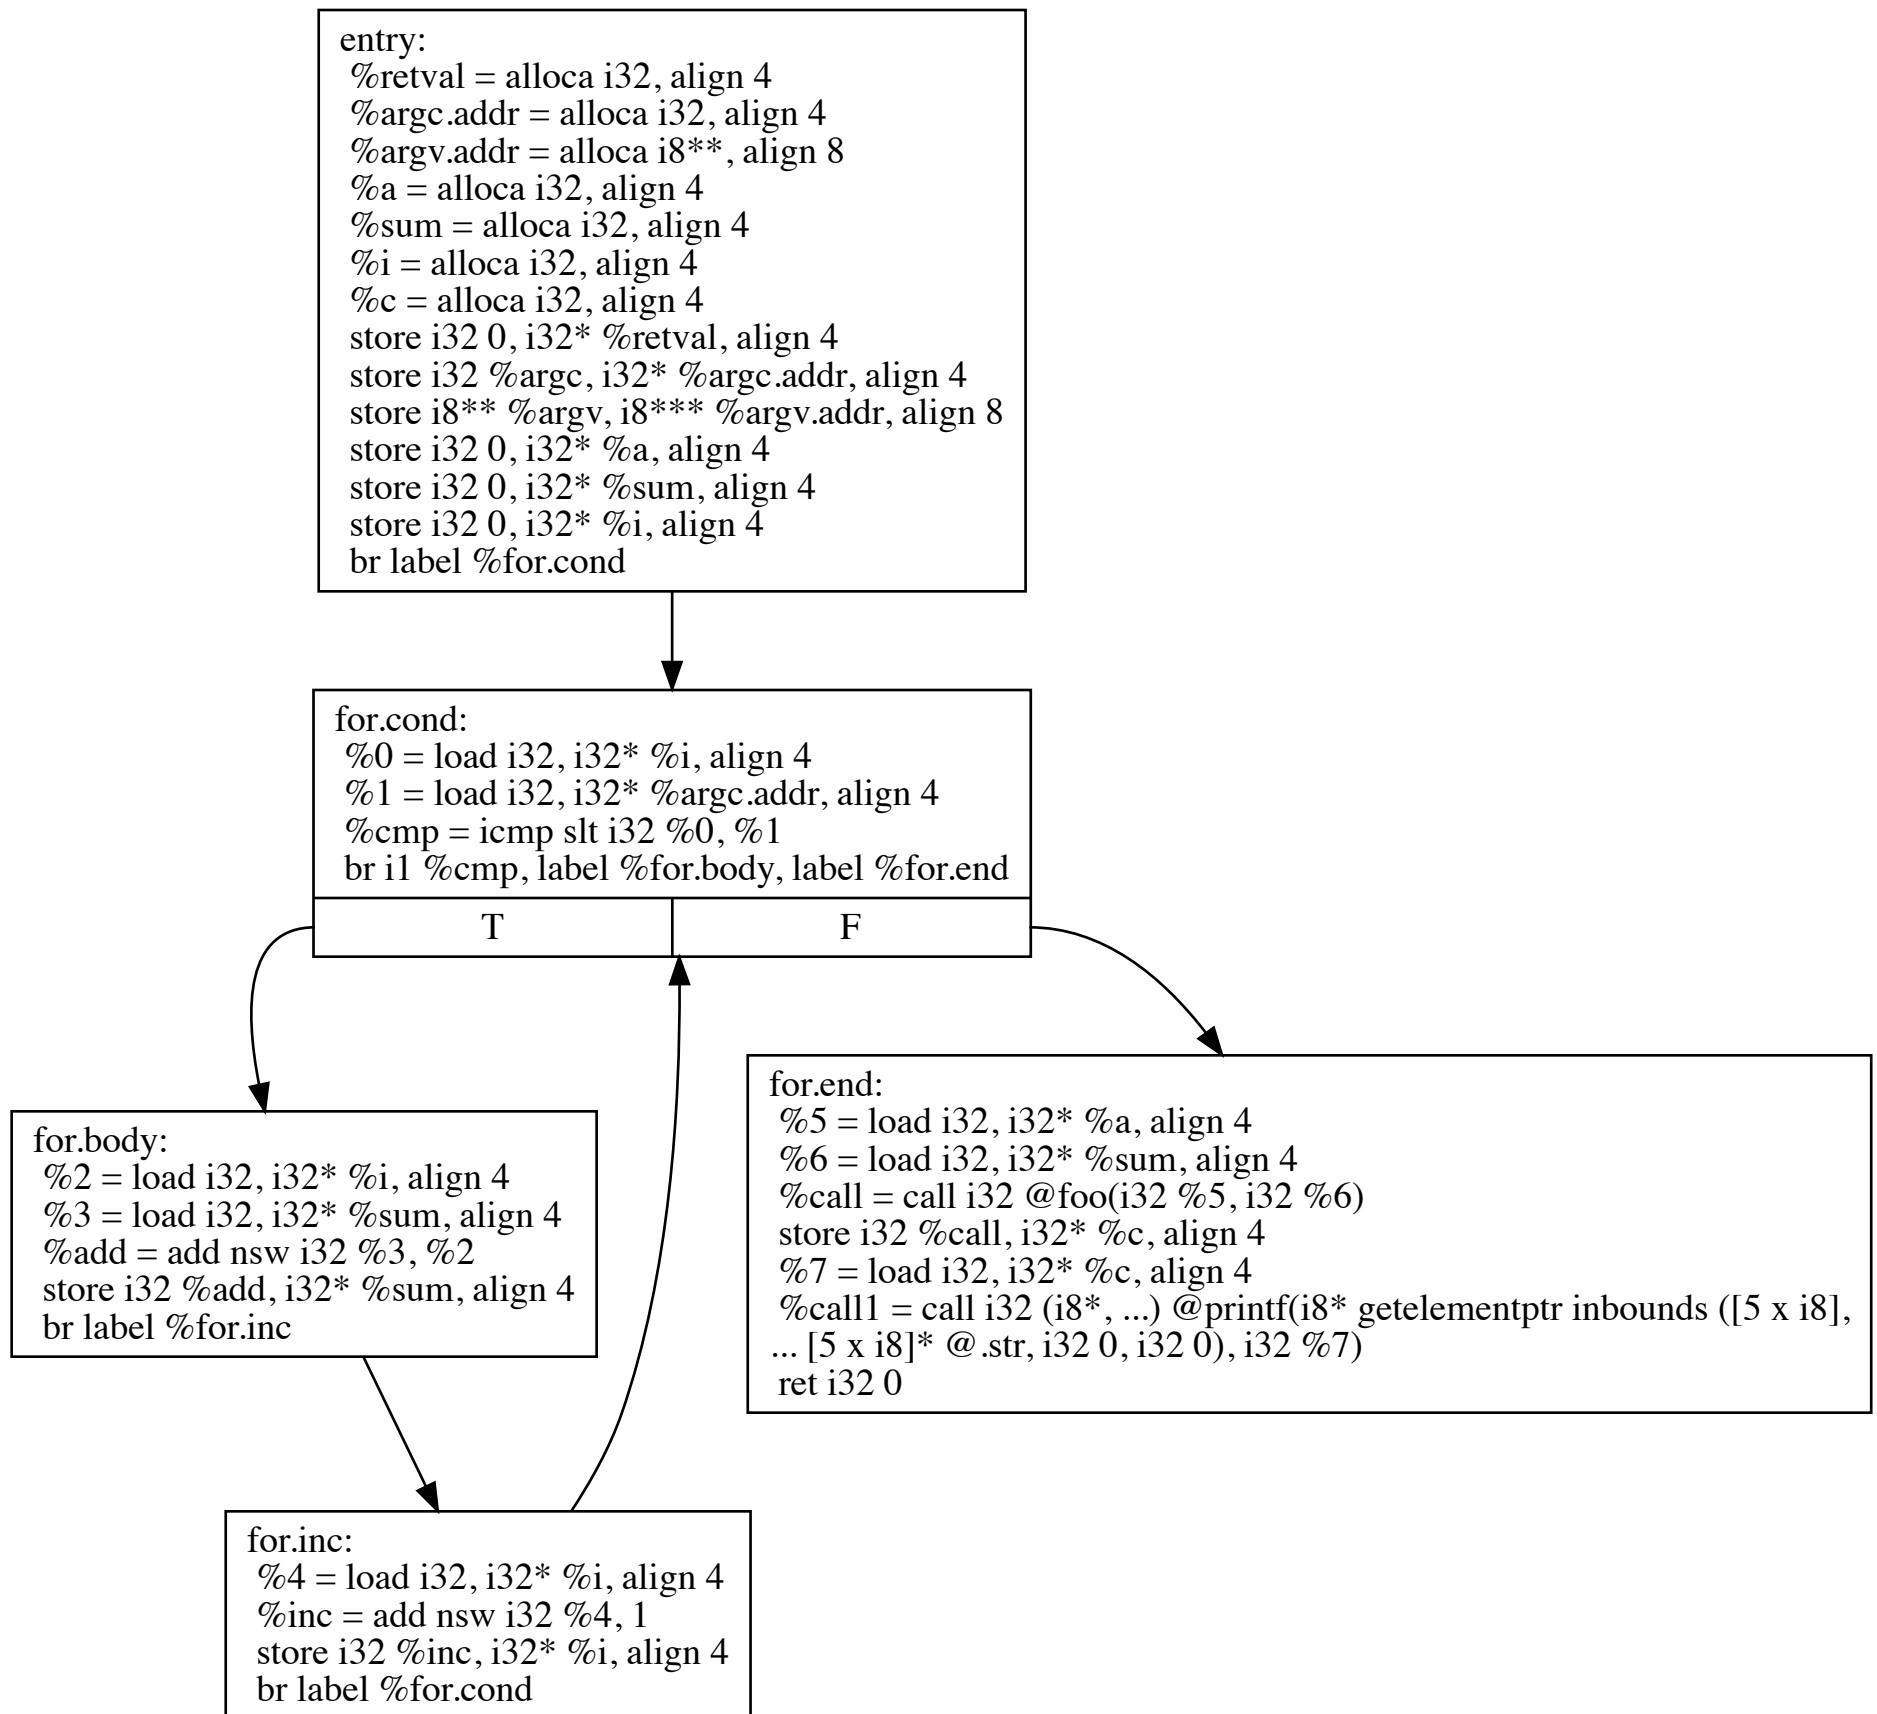 entry:
%retval = alloca i32, align 4
%argc.addr = alloca i32, align 4
%argv.addr = alloca i8**, align 8
%a = alloca i32, align 4
%sum = alloca i32, align 4
%i = alloca i32, align 4
%c = alloca i32, align 4
store i32 0, i32* %retval, align 4
store i32 %argc, i32* %argc.addr, align 4
store i8** %argv, i8*** %argv.addr, align 8
store i32 0, i32* %a, align 4
store i32 0, i32* %sum, align 4
store i32 0, i32* %i, align 4
br label %for.cond
for.cond:
%0 = load i32, i32* %i, align 4
%1 = load i32, i32* %argc.addr, align 4
%cmp = icmp slt i32 %0, %1
br i1 %cmp, label %for.body, label %for.end
T
F
for.body:
%2 = load i32, i32* %i, align 4
%3 = load i32, i32* %sum, align 4
%add = add nsw i32 %3, %2
store i32 %add, i32* %sum, align 4
br label %for.inc
for.end:
%5 = load i32, i32* %a, align 4
%6 = load i32, i32* %sum, align 4
%call = call i32 @foo(i32 %5, i32 %6)
store i32 %call, i32* %c, align 4
%7 = load i32, i32* %c, align 4
%call1 = call i32 (i8*, ...) @printf(i8* getelementptr inbounds ([5 x i8],
... [5 x i8]* @.str, i32 0, i32 0), i32 %7)
ret i32 0
for.inc:
%4 = load i32, i32* %i, align 4
%inc = add nsw i32 %4, 1
store i32 %inc, i32* %i, align 4
br label %for.cond